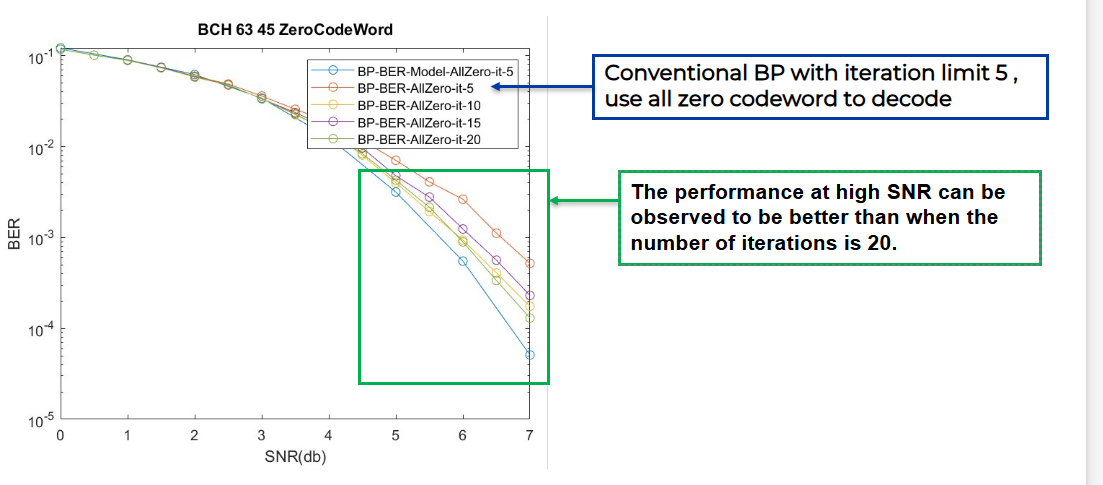 BCH 63 45 ZeroCodeWord
10-1
10-2
10-3
10-4
10-5
BER
0 1 2 3 4 5 6 7
SNR(db)
BP-BER-Model-AllZero-it-5
BP-BER-AllZero-it-5
BP-BER-AllZero-it-10
BP-BER-AllZero-it-15
BP-BER-AllZero-it-20
Conventional BP with iteration limit 5 ,
use all zero codeword to decode
The performance at high SNR can be
observed to be better than when the
number of iterations is 20.